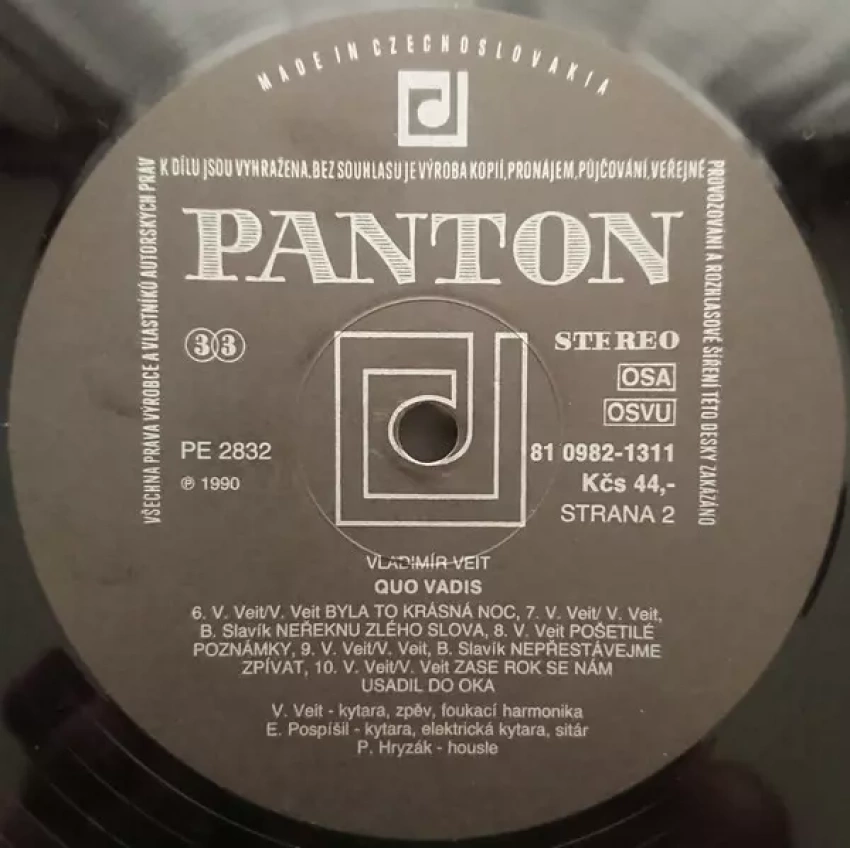 MADE IN CZECHOSLOVAKIA
VŠECHNA PRÁVA VÝROBCE A VLASTNÍKŮ AUTORSKÝCH PRÁV
K DÍLU JSOU VYHRAŽENA. BEZ SOUHLASU JE VÝROBA KOPIÍ, PRONÁJEM, PŮJČOVÁNÍ, VEŘEJNÉ
PROVOZOVÁNÍ A ROZHLASOVÉ ŠÍŘENÍ TÉTO DESKY ZAKÁZÁNO
PANTON
33
STEREO
OSA
OSVU
PE 2832
81 0982-1311
℗ 1990
Kčs 44,-
STRANA 2
VLADIMÍR VEIT
QUO VADIS
6. V. Veit/V. Veit BYLA TO KRÁSNÁ NOC, 7. V. Veit/ V. Veit,
B. Slavík NEŘEKNU ZLÉHO SLOVA, 8. V. Veit POŠETILÉ
POZNÁMKY, 9. V. Veit/V. Veit, B. Slavík NEPŘESTÁVEJME
ZPÍVAT, 10. V. Veit/V. Veit ZASE ROK SE NÁM
USADIL DO OKA
V. Veit - kytara, zpěv, foukací harmonika
E. Pospíšil - kytara, elektrická kytara, sitár
P. Hryzák - housle